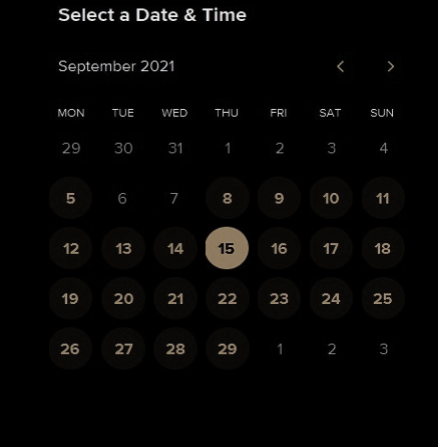 Select a Date & Time
September 2021
MON TUE WED THU FRI SAT SUN
29 30 31 1 2 3 4
5 6 7 8 9 10 11
12 13 14 15 16 17 18
19 20 21 22 23 24 25
26 27 28 29 1 2 3